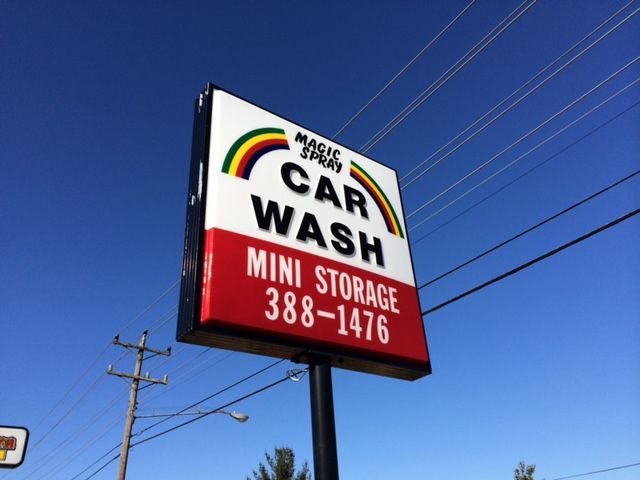 MAGIC
SPRAY
CAR
WASH
MINI STORAGE
388-1476